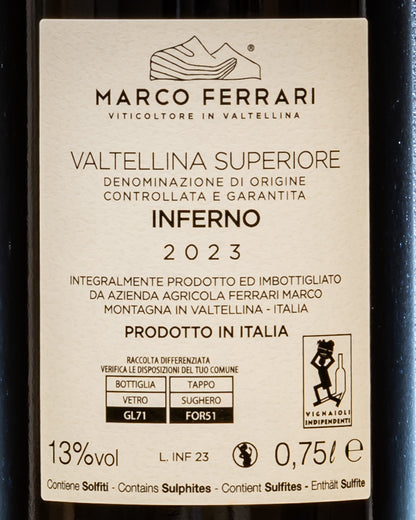 ®
MARCO FERRARI
VITICOLTORE IN VALTELLINA
VALTELLINA SUPERIORE
DENOMINAZIONE DI ORIGINE
CONTROLLATA E GARANTITA
INFERNO
2023
INTEGRALMENTE PRODOTTO ED IMBOTTIGLIATO
DA AZIENDA AGRICOLA FERRARI MARCO
MONTAGNA IN VALTELLINA - ITALIA
PRODOTTO IN ITALIA
RACCOLTA DIFFERENZIATA
VERIFICA LE DISPOSIZIONI DEL TUO COMUNE
BOTTIGLIA TAPPO
VETRO SUGHERO
GL71 FOR51
VIGNAIOLI
INDIPENDENTI
13%vol L. INF 23 0,75ℓ e
Contiene Solfiti - Contains Sulphites - Contient Sulfites - Enthält Sulfite